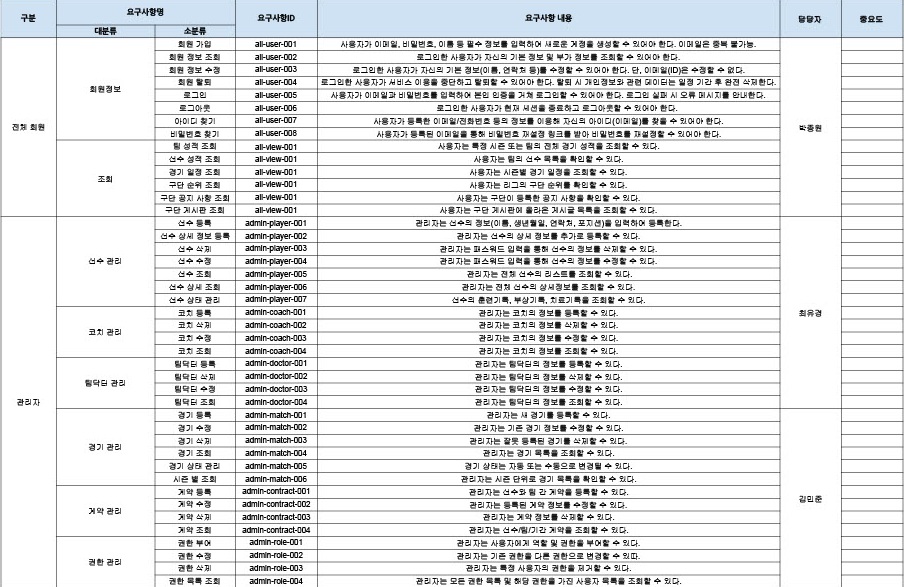 구분 요구사항명 요구사항ID 요구사항 내용 담당자 중요도
대분류 소분류
전체 회원 회원정보 회원 가입 all-user-001 사용자가 이메일, 비밀번호, 이름 등 필수 정보를 입력하여 새로운 계정을 생성할 수 있어야 한다. 이메일은 중복 불가능. 박종원
회원 정보 조회 all-user-002 로그인한 사용자가 자신의 기본 정보 및 부가 정보를 조회할 수 있어야 한다.
회원 정보 수정 all-user-003 로그인한 사용자가 자신의 기본 정보(이름, 연락처 등)를 수정할 수 있어야 한다. 단, 이메일(ID)은 수정할 수 없다.
회원 탈퇴 all-user-004 로그인한 사용자가 서비스 이용을 중단하고 탈퇴할 수 있어야 한다. 탈퇴 시 개인정보와 관련 데이터는 일정 기간 후 완전 삭제한다.
로그인 all-user-005 사용자가 이메일과 비밀번호를 입력하여 본인 인증을 거쳐 로그인할 수 있어야 한다. 로그인 실패 시 오류 메시지를 안내한다.
로그아웃 all-user-006 로그인한 사용자가 현재 세션을 종료하고 로그아웃할 수 있어야 한다.
아이디 찾기 all-user-007 사용자가 등록한 이메일/전화번호 등의 정보를 이용해 자신의 아이디(이메일)를 찾을 수 있어야 한다.
비밀번호 찾기 all-user-008 사용자가 등록된 이메일을 통해 비밀번호 재설정 링크를 받아 비밀번호를 재설정할 수 있어야 한다.
조회 팀 성적 조회 all-view-001 사용자는 특정 시즌 또는 팀의 전체 경기 성적을 조회할 수 있다.
선수 성적 조회 all-view-001 사용자는 팀의 선수 목록을 확인할 수 있다.
경기 일정 조회 all-view-001 사용자는 시즌별 경기 일정을 조회할 수 있다.
구단 순위 조회 all-view-001 사용자는 리그의 구단 순위를 확인할 수 있다.
구단 공지 사항 조회 all-view-001 사용자는 구단이 등록한 공지 사항을 확인할 수 있다.
구단 게시판 조회 all-view-001 사용자는 구단 게시판에 올라온 게시글 목록을 조회할 수 있다.
관리자 선수 관리 선수 등록 admin-player-001 관리자는 선수의 정보(이름, 생년월일, 연락처, 포지션)을 입력하여 등록한다. 최유경
선수 상세 정보 등록 admin-player-002 관리자는 선수의 상세 정보를 추가로 등록할 수 있다.
선수 삭제 admin-player-003 관리자는 패스워드 입력을 통해 선수의 정보를 삭제할 수 있다.
선수 수정 admin-player-004 관리자는 패스워드 입력을 통해 선수의 정보를 수정할 수 있다.
선수 조회 admin-player-005 관리자는 전체 선수의 리스트를 조회할 수 있다.
선수 상세 조회 admin-player-006 관리자는 전체 선수의 상세정보를 조회할 수 있다.
선수 상태 관리 admin-player-007 선수의 훈련기록, 부상기록, 치료기록을 조회할 수 있다.
코치 관리 코치 등록 admin-coach-001 관리자는 코치의 정보를 등록할 수 있다.
코치 삭제 admin-coach-002 관리자는 코치의 정보를 삭제할 수 있다.
코치 수정 admin-coach-003 관리자는 코치의 정보를 수정할 수 있다.
코치 조회 admin-coach-004 관리자는 코치의 정보를 조회할 수 있다.
팀닥터 관리 팀닥터 등록 admin-doctor-001 관리자는 팀닥터의 정보를 등록할 수 있다.
팀닥터 삭제 admin-doctor-002 관리자는 팀닥터의 정보를 삭제할 수 있다.
팀닥터 수정 admin-doctor-003 관리자는 팀닥터의 정보를 수정할 수 있다.
팀닥터 조회 admin-doctor-004 관리자는 팀닥터의 정보를 조회할 수 있다.
경기 관리 경기 등록 admin-match-001 관리자는 새 경기를 등록할 수 있다. 김민준
경기 수정 admin-match-002 관리자는 기존 경기 정보를 수정할 수 있다.
경기 삭제 admin-match-003 관리자는 잘못 등록된 경기를 삭제할 수 있다.
경기 조회 admin-match-004 관리자는 경기 목록을 조회할 수 있다.
경기 상태 관리 admin-match-005 경기 상태는 자동 또는 수동으로 변경될 수 있다.
시즌 별 조회 admin-match-006 관리자는 시즌 단위로 경기 목록을 확인할 수 있다.
계약 관리 계약 등록 admin-contract-001 관리자는 선수와 팀 간 계약을 등록할 수 있다.
계약 수정 admin-contract-002 관리자는 등록된 계약 정보를 수정할 수 있다.
계약 삭제 admin-contract-003 관리자는 계약 정보를 삭제할 수 있다.
계약 조회 admin-contract-004 관리자는 선수/팀/기간 계약을 조회할 수 있다.
권한 관리 권한 부여 admin-role-001 관리자는 사용자에게 역할 및 권한을 부여할 수 있다.
권한 수정 admin-role-002 관리자는 기존 권한을 다른 권한으로 변경할 수 있따.
권한 삭제 admin-role-003 관리자는 특정 사용자의 권한을 제거할 수 있다.
권한 목록 조회 admin-role-004 관리자는 모든 권한 목록 및 해당 권한을 가진 사용자 목록을 조회할 수 있다.